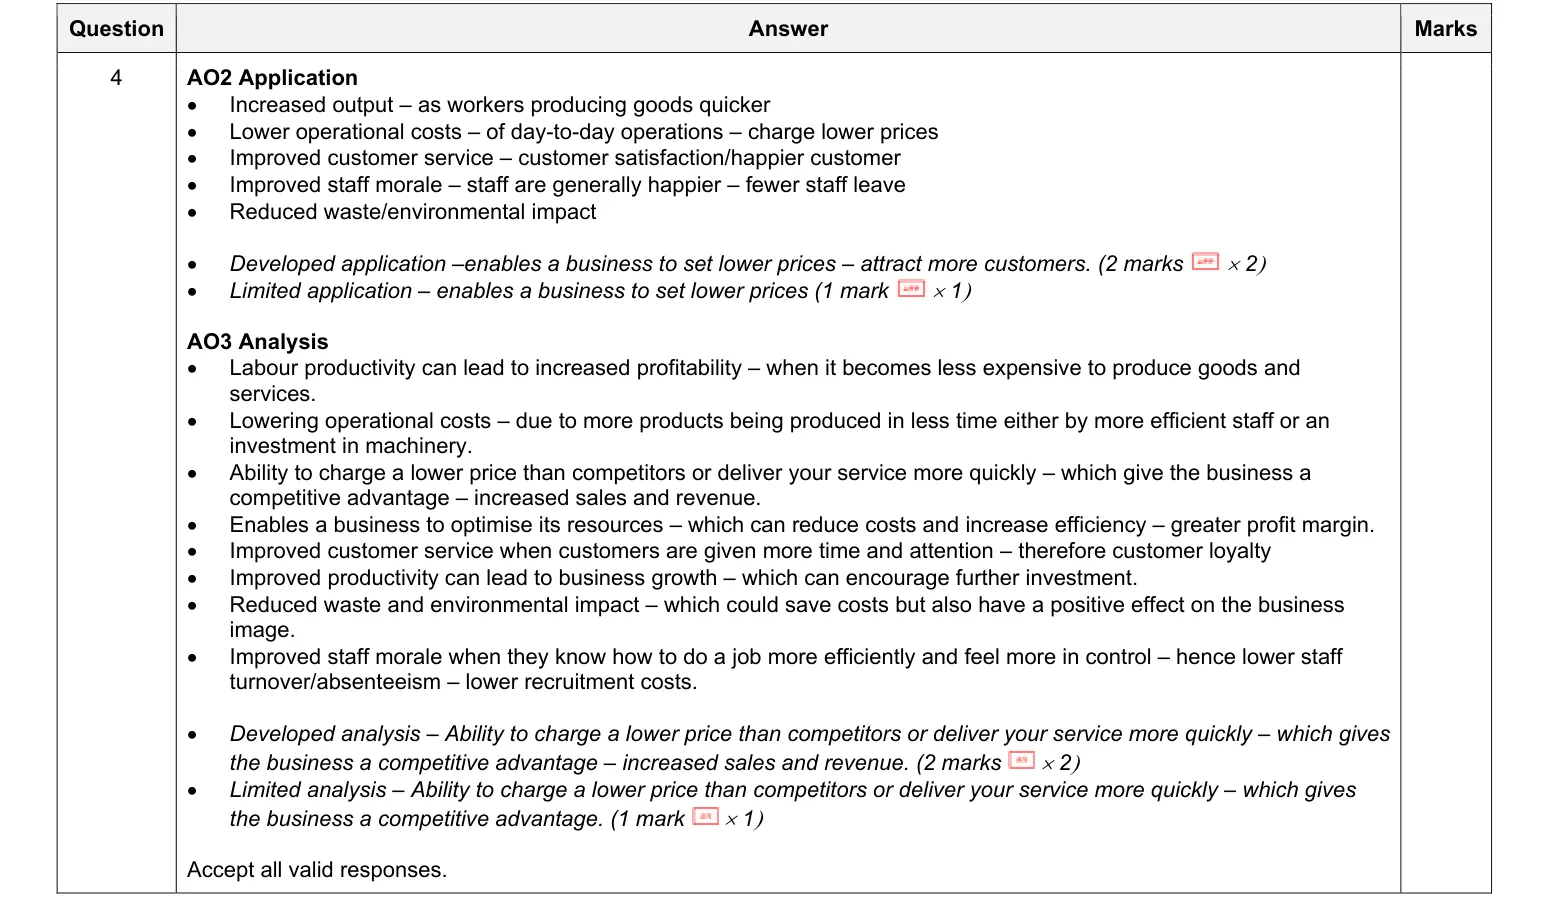 Question Answer Marks
4 AO2 Application
• Increased output – as workers producing goods quicker
• Lower operational costs – of day-to-day operations – charge lower prices
• Improved customer service – customer satisfaction/happier customer
• Improved staff morale – staff are generally happier – fewer staff leave
• Reduced waste/environmental impact
• Developed application –enables a business to set lower prices – attract more customers. (2 marks × 2)
• Limited application – enables a business to set lower prices (1 mark × 1)
AO3 Analysis
• Labour productivity can lead to increased profitability – when it becomes less expensive to produce goods and
services.
• Lowering operational costs – due to more products being produced in less time either by more efficient staff or an
investment in machinery.
• Ability to charge a lower price than competitors or deliver your service more quickly – which give the business a
competitive advantage – increased sales and revenue.
• Enables a business to optimise its resources – which can reduce costs and increase efficiency – greater profit margin.
• Improved customer service when customers are given more time and attention – therefore customer loyalty
• Improved productivity can lead to business growth – which can encourage further investment.
• Reduced waste and environmental impact – which could save costs but also have a positive effect on the business
image.
• Improved staff morale when they know how to do a job more efficiently and feel more in control – hence lower staff
turnover/absenteeism – lower recruitment costs.
• Developed analysis – Ability to charge a lower price than competitors or deliver your service more quickly – which gives
the business a competitive advantage – increased sales and revenue. (2 marks × 2)
• Limited analysis – Ability to charge a lower price than competitors or deliver your service more quickly – which gives
the business a competitive advantage. (1 mark × 1)
Accept all valid responses.